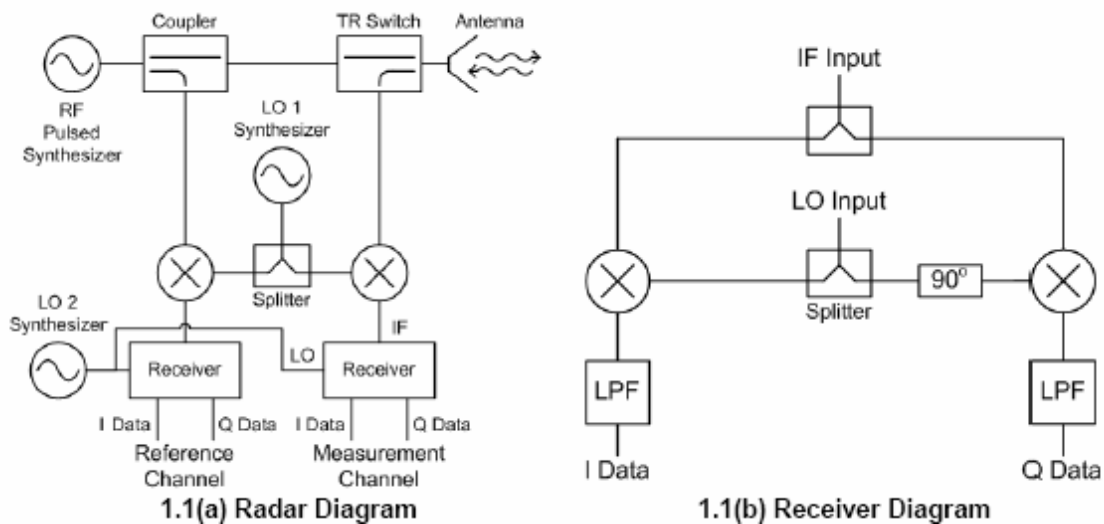 Coupler
TR Switch
Antenna
RF
Pulsed
Synthesizer
LO 1
Synthesizer
Splitter
LO 2
Synthesizer
IF
LO
Receiver
Receiver
I Data
Q Data
I Data
Q Data
Reference
Channel
Measurement
Channel
1.1(a) Radar Diagram
IF Input
LO Input
90°
Splitter
LPF
LPF
I Data
Q Data
1.1(b) Receiver Diagram